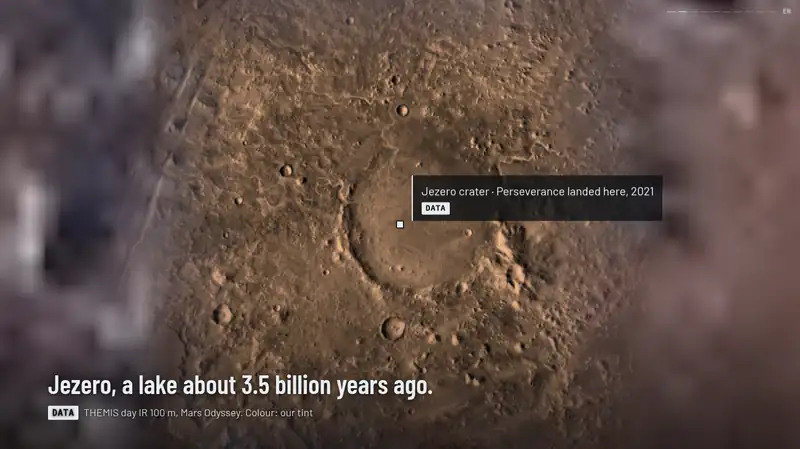 EN
Jezero crater · Perseverance landed here, 2021
DATA
Jezero, a lake about 3.5 billion years ago.
DATA THEMIS day IR 100 m, Mars Odyssey. Colour: our tint